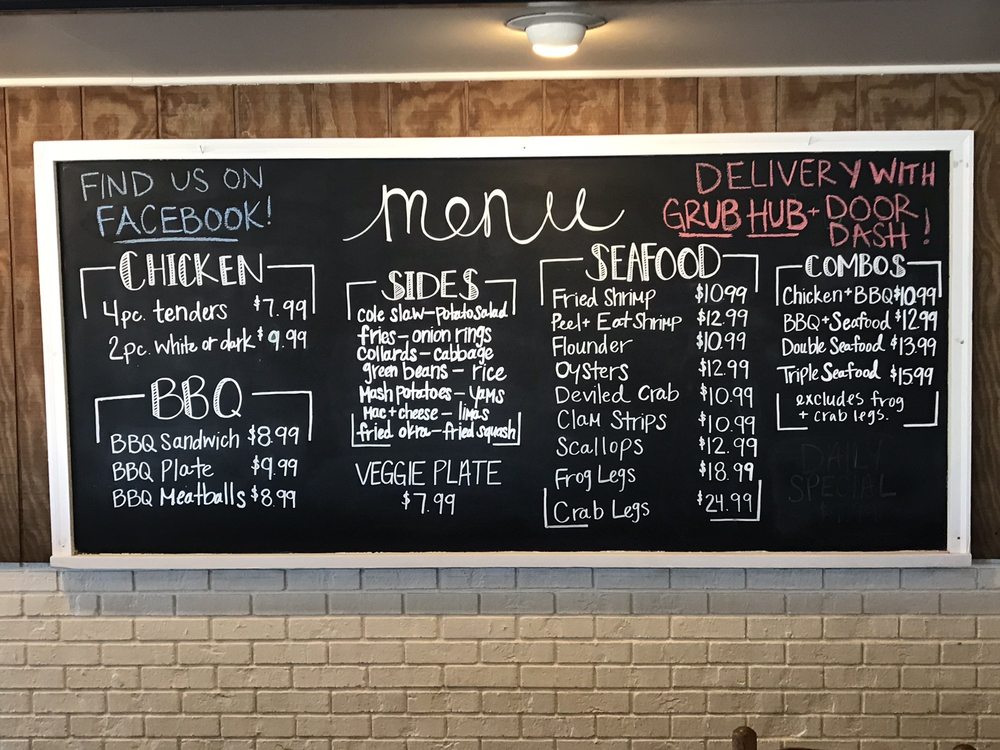 FIND US ON
FACEBOOK!
menu
DELIVERY WITH
GRUB HUB + DOOR
DASH!
CHICKEN
4pc. tenders $7.99
2pc. white or dark $9.99
BBQ
BBQ Sandwich $8.99
BBQ Plate $9.99
BBQ Meatballs $8.99
SIDES
Cole Slaw - Potato Salad
fries - onion rings
Collards - cabbage
green beans - rice
Mash Potatoes - Yams
Mac + cheese - limas
fried okra - fried squash
VEGGIE PLATE
$7.99
SEAFOOD
Fried Shrimp $10.99
Peel + Eat Shrimp $12.99
Flounder $10.99
Oysters $12.99
Deviled Crab $10.99
Clam Strips $10.99
Scallops $12.99
Frog Legs $18.99
Crab Legs $24.99
COMBOS
Chicken + BBQ $10.99
BBQ + Seafood $12.99
Double Seafood $13.99
Triple Seafood $15.99
excludes frog
+ crab legs.
DAILY
SPECIAL